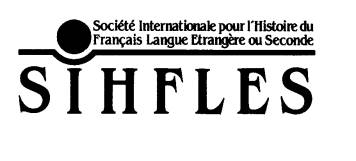 Société Internationale pour l'Histoire du
Français Langue Etrangère ou Seconde
SIHFLES